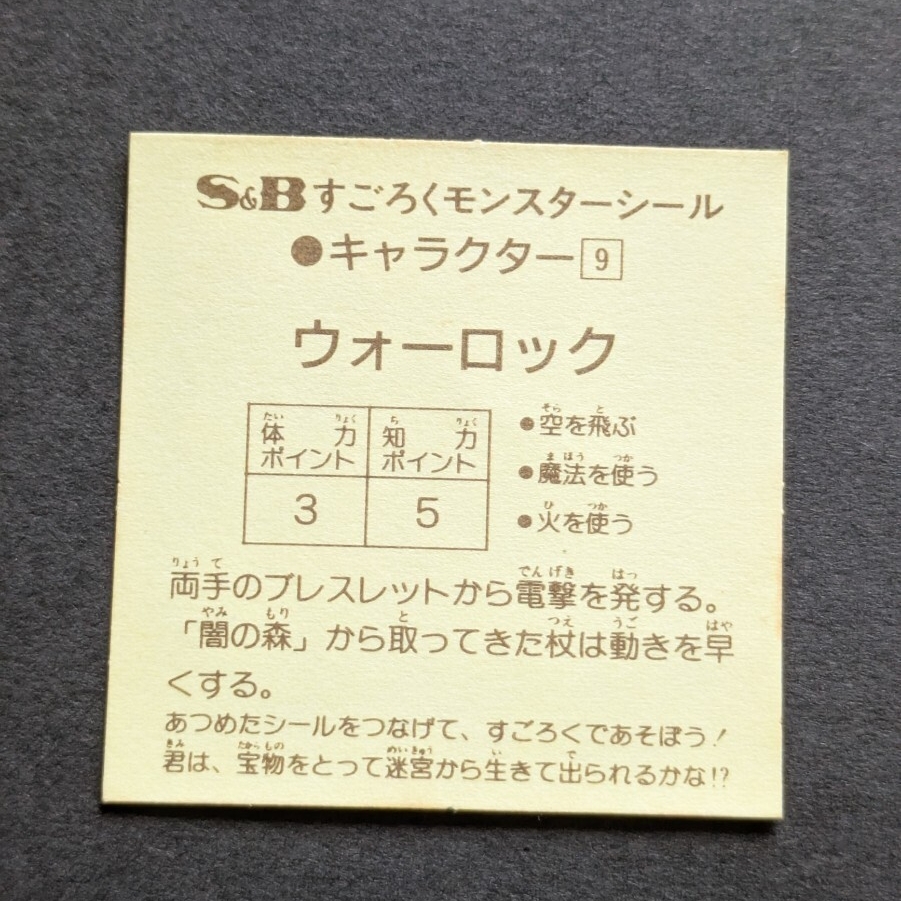 S&Bすごろくモンスターシール
●キャラクター9
ウォーロック
体力ポイント 知力ポイント
3 5
●空を飛ぶ
●魔法を使う
●火を使う
両手のブレスレットから電撃を発する。
「闇の森」から取ってきた杖は動きを早
くする。
あつめたシールをつなげて、すごろくであそぼう!
君は、宝物をとって迷宮から生きて出られるかな!?